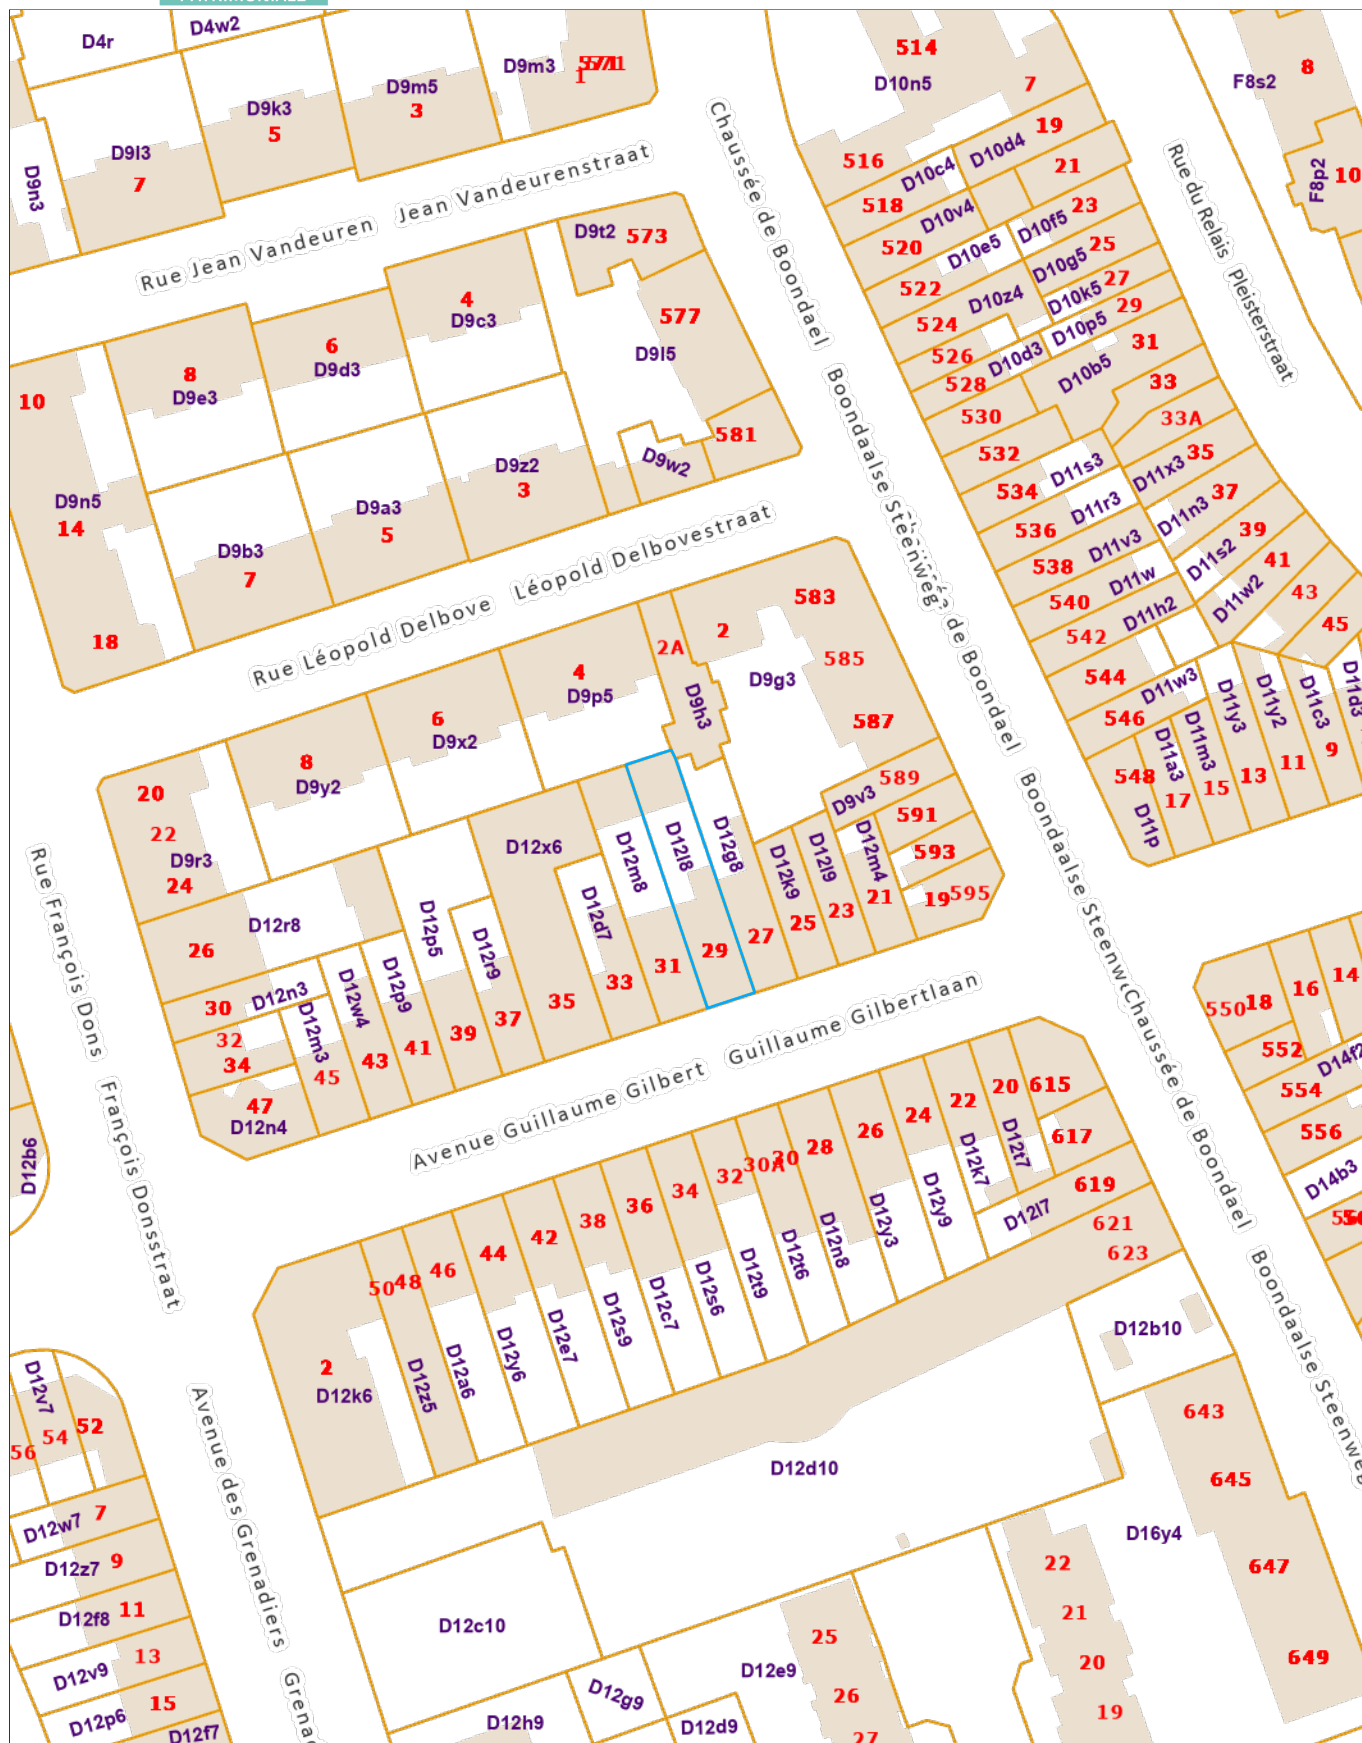 D4r
D4w2
D9k3
5
D9m5
3
D9m3
1
D9l3
7
D9n3
514
D10n5
7
F8s2
8
F8p2
10
516
D10c4
D10d4
19
518
D10v4
21
520
D10e5
D10f5
23
522
D10z4
D10g5
25
524
D10k5
27
526
D10d3
D10p5
29
528
D10b5
31
530
33
532
33A
534
D11s3
D11x3
35
536
D11r3
D11n3
37
538
D11v3
D11s2
39
540
D11w
D11w2
41
542
D11h2
43
544
D11w3
45
546
548
D11a3
D11m3
D11y3
D11y2
D11c3
D11d3
D11p
17
15
13
11
9
Rue Jean Vandeuren Jean Vandeurenstraat
Chaussée de Boondael Boondaalse Steenweg
Rue du Relais Pleisterstraat
D9t2
573
577
D9l5
581
D9w2
4
D9c3
6
D9d3
8
D9e3
10
D9n5
14
18
D9b3
7
D9a3
5
D9z2
3
Rue Léopold Delbove Léopold Delbovestraat
583
2
2A
585
D9g3
587
D9h3
589
D9v3
591
593
595
4
D9p5
6
D9x2
8
D9y2
20
22
D9r3
24
26
D12r8
D12x6
D12m8
D12l8
D12g8
D12k9
D12l9
D12m4
D12d7
D12p5
D12r9
D12p9
D12w4
D12n3
30
D12m3
32
34
47
D12n4
45
43
41
39
37
35
33
31
29
27
25
23
21
19
Rue François Dons François Donsstraat
de Boondael Boondaalse Steenw
Chaussée de Boondael Boondaalse Steenweg
Avenue Guillaume Gilbert Guillaume Gilbertlaan
550
18
16
14
552
D14f2
554
556
D14b3
D12b6
615
617
619
621
623
20
22
24
26
28
30
30A
32
34
36
38
42
44
46
48
50
D12t7
D12k7
D12l7
D12y9
D12y3
D12n8
D12t6
D12t9
D12s6
D12c7
D12s9
D12e7
D12y6
D12a6
D12z5
2
D12k6
D12b10
D12d10
643
645
D16y4
647
649
22
21
20
19
D12v7
54
52
56
D12w7
7
D12z7
9
D12f8
11
D12v9
13
D12p6
15
D12f7
Avenue des Grenadiers
D12c10
D12e9
25
26
27
D12g9
D12h9
D12d9